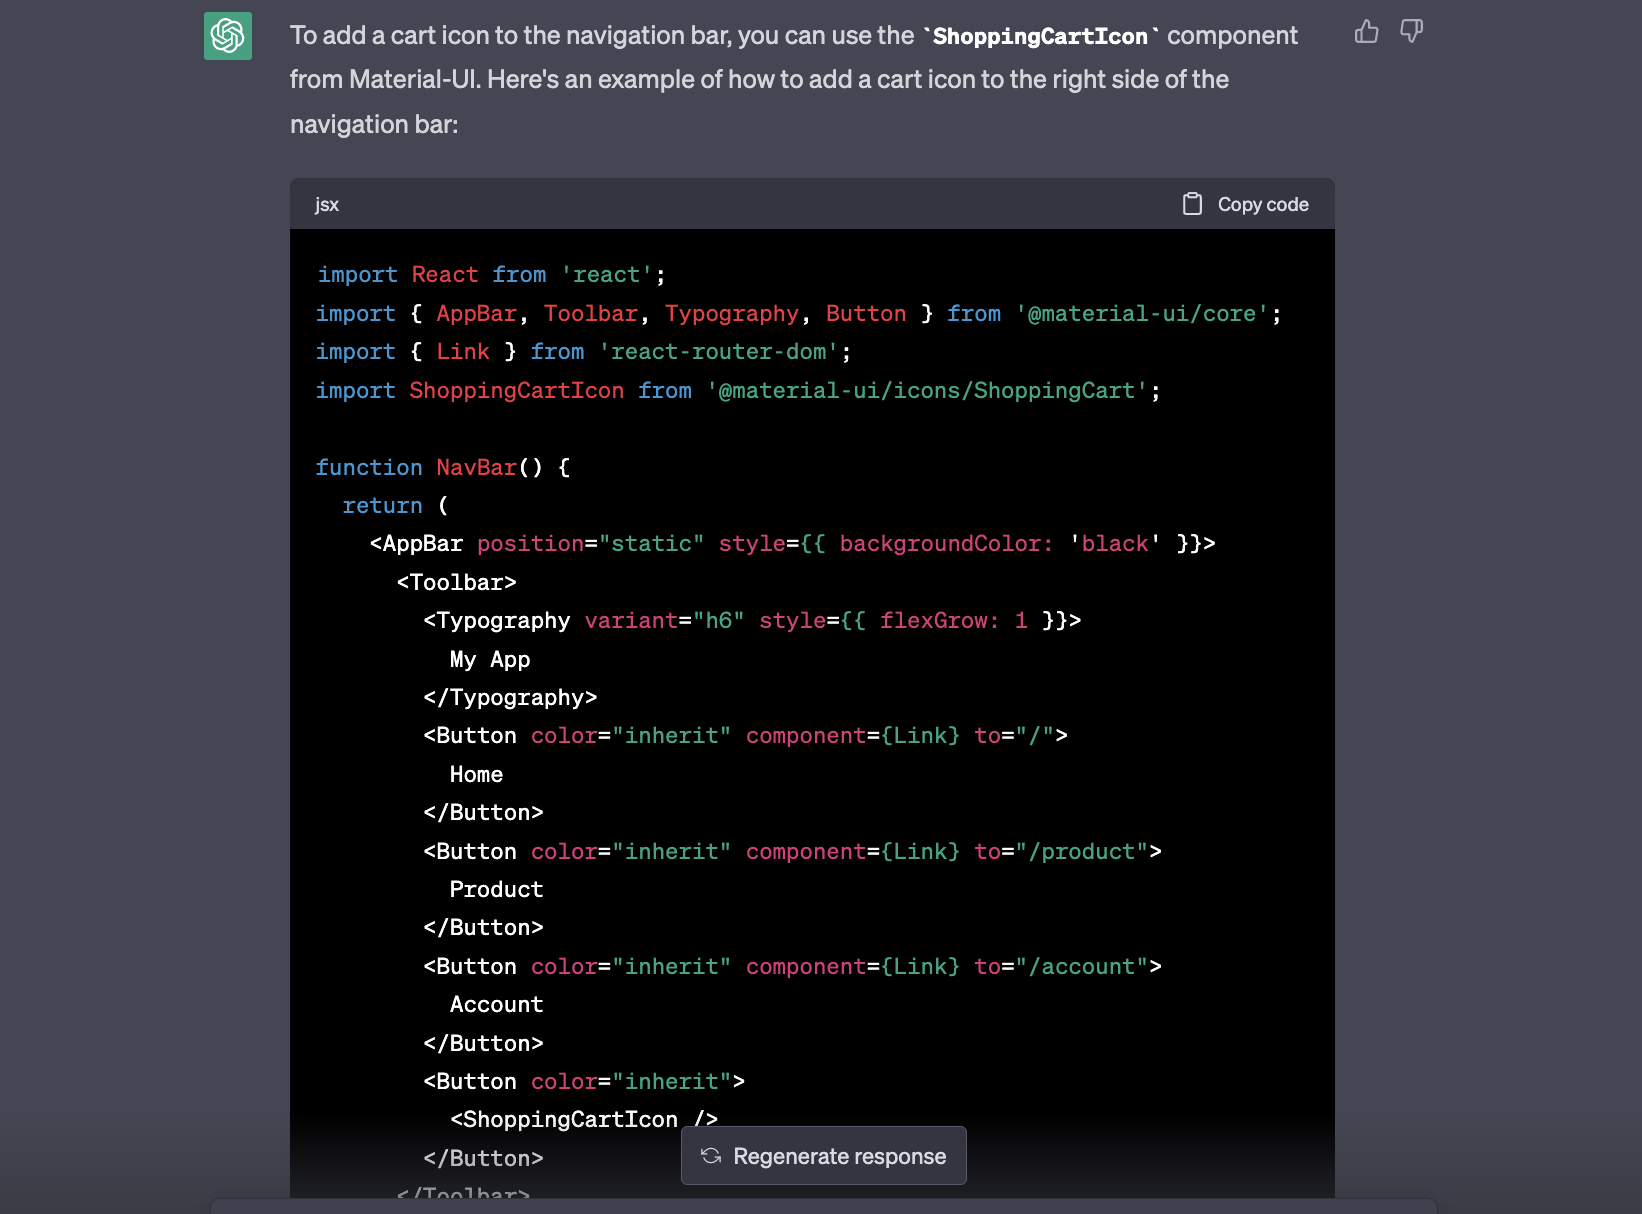 To add a cart icon to the navigation bar, you can use the `ShoppingCartIcon` component
from Material-UI. Here's an example of how to add a cart icon to the right side of the
navigation bar:
jsx Copy code
import React from 'react';
import { AppBar, Toolbar, Typography, Button } from '@material-ui/core';
import { Link } from 'react-router-dom';
import ShoppingCartIcon from '@material-ui/icons/ShoppingCart';
function NavBar() {
return (
<AppBar position="static" style={{ backgroundColor: 'black' }}>
<Toolbar>
<Typography variant="h6" style={{ flexGrow: 1 }}>
My App
</Typography>
<Button color="inherit" component={Link} to="/">
Home
</Button>
<Button color="inherit" component={Link} to="/product">
Product
</Button>
<Button color="inherit" component={Link} to="/account">
Account
</Button>
<Button color="inherit">
<ShoppingCartIcon />
</Button>
Regenerate response
</Toolbar>